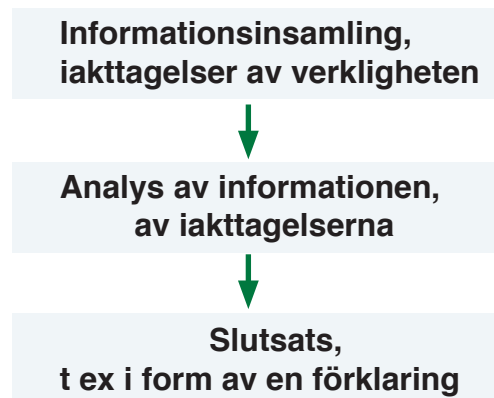 Informationsinsamling,
iakttagelser av verkligheten
Analys av informationen,
av iakttagelserna
Slutsats,
t ex i form av en förklaring